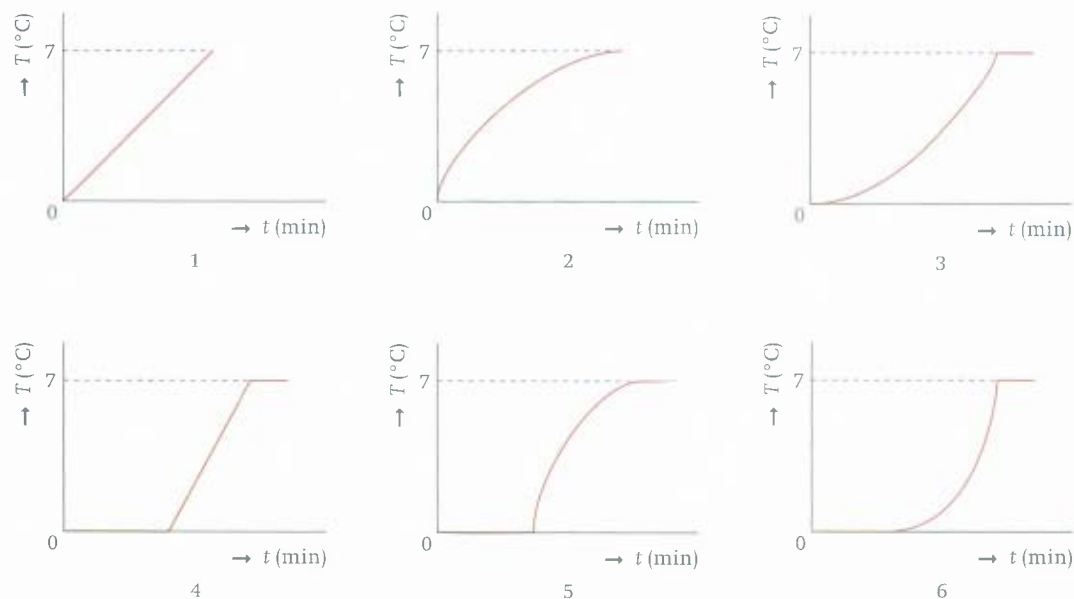 ↑ T (°C)
7
0
→ t (min)
1
↑ T (°C)
7
0
→ t (min)
2
↑ T (°C)
7
0
→ t (min)
3
↑ T (°C)
7
0
→ t (min)
4
↑ T (°C)
7
0
→ t (min)
5
↑ T (°C)
7
0
→ t (min)
6